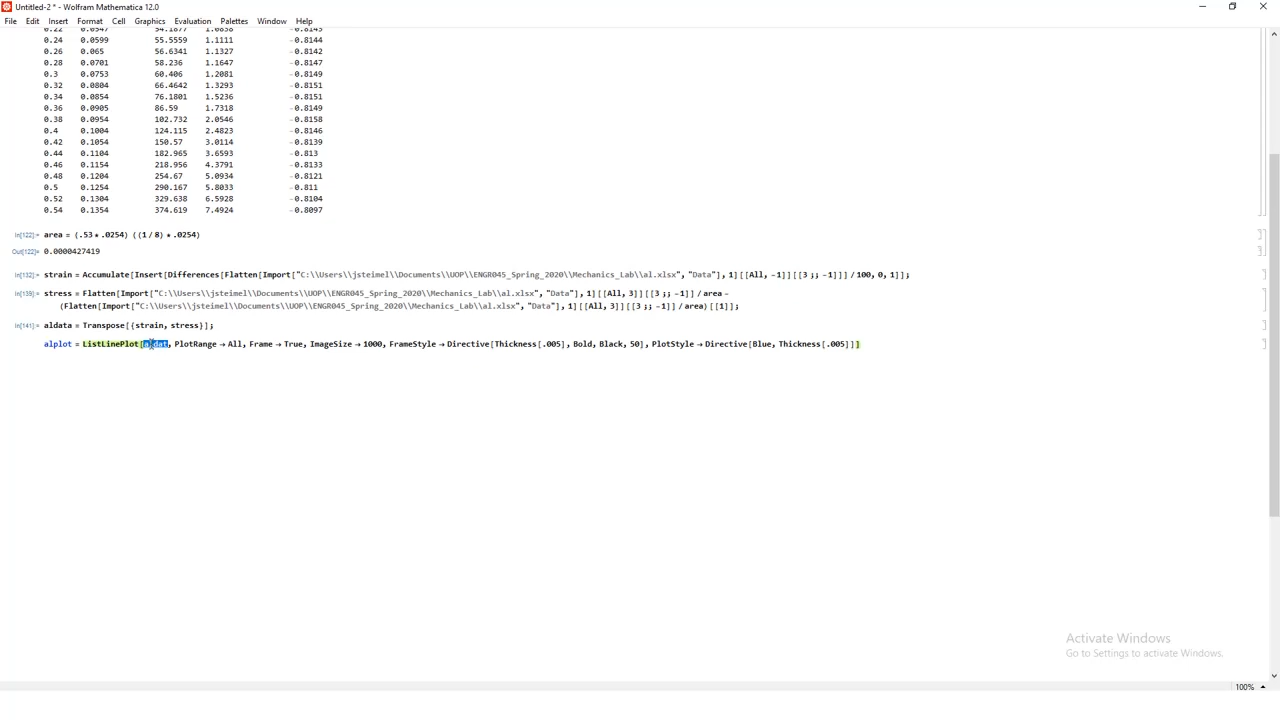 Untitled-2 * - Wolfram Mathematica 12.0
File Edit Insert Format Cell Graphics Evaluation Palettes Window Help
0.24 0.0599 55.5559 1.1111 -0.8144
0.26 0.065 56.6341 1.1327 -0.8142
0.28 0.0701 58.236 1.1647 -0.8147
0.3 0.0753 60.406 1.2081 -0.8149
0.32 0.0804 66.4642 1.3293 -0.8151
0.34 0.0854 76.1801 1.5236 -0.8151
0.36 0.0905 86.59 1.7318 -0.8149
0.38 0.0954 102.732 2.0546 -0.8158
0.4 0.1004 124.115 2.4823 -0.8146
0.42 0.1054 150.57 3.0114 -0.8139
0.44 0.1104 182.965 3.6593 -0.813
0.46 0.1154 218.956 4.3791 -0.8133
0.48 0.1204 254.67 5.0934 -0.8121
0.5 0.1254 290.167 5.8033 -0.811
0.52 0.1304 329.638 6.5928 -0.8104
0.54 0.1354 374.619 7.4924 -0.8097
In[122]:= area = (.53*.0254) ((1/8)*.0254)
Out[122]= 0.0000427419
In[132]:= strain = Accumulate[Insert[Differences[Flatten[Import["C:\\Users\\jsteimel\\Documents\\UOP\\ENGR045_Spring_2020\\Mechanics_Lab\\al.xlsx", "Data"], 1][[All, -1]][[3 ;; -1]]] / 100, 0, 1]];
In[139]:= stress = Flatten[Import["C:\\Users\\jsteimel\\Documents\\UOP\\ENGR045_Spring_2020\\Mechanics_Lab\\al.xlsx", "Data"], 1][[All, 3]][[3 ;; -1]] / area -
(Flatten[Import["C:\\Users\\jsteimel\\Documents\\UOP\\ENGR045_Spring_2020\\Mechanics_Lab\\al.xlsx", "Data"], 1][[All, 3]][[3 ;; -1]] / area)[[1]];
In[141]:= aldata = Transpose[{strain, stress}];
alplot = ListLinePlot[aldat, PlotRange → All, Frame → True, ImageSize → 1000, FrameStyle → Directive[Thickness[.005], Bold, Black, 50], PlotStyle → Directive[Blue, Thickness[.005]]]
Activate Windows
Go to Settings to activate Windows.
100%